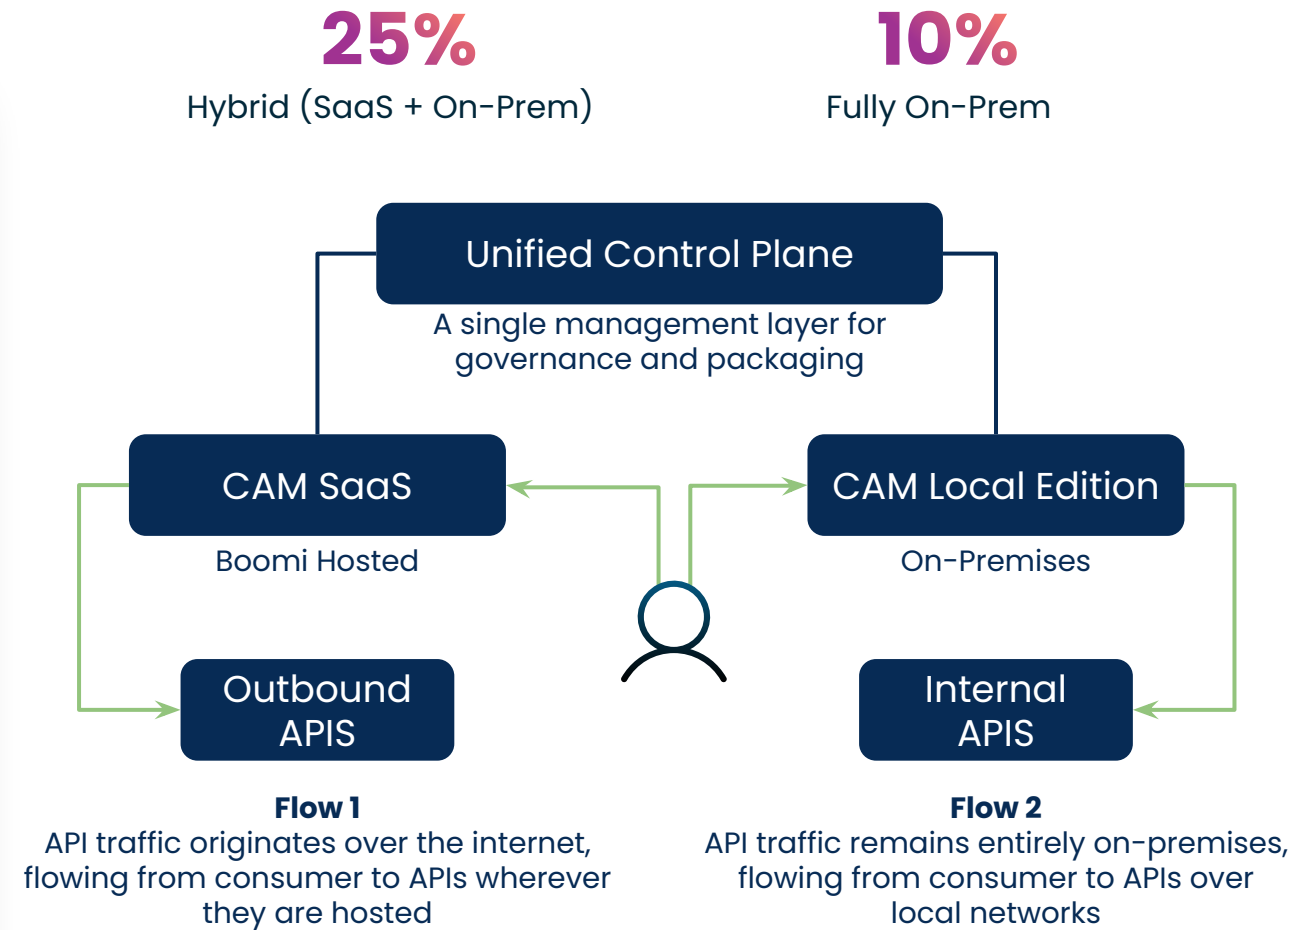 25%
Hybrid (SaaS + On-Prem)
10%
Fully On-Prem
Unified Control Plane
A single management layer for
governance and packaging
CAM SaaS
Boomi Hosted
CAM Local Edition
On-Premises
Outbound
APIS
Internal
APIS
Flow 1
API traffic originates over the internet,
flowing from consumer to APIs wherever
they are hosted
Flow 2
API traffic remains entirely on-premises,
flowing from consumer to APIs over
local networks